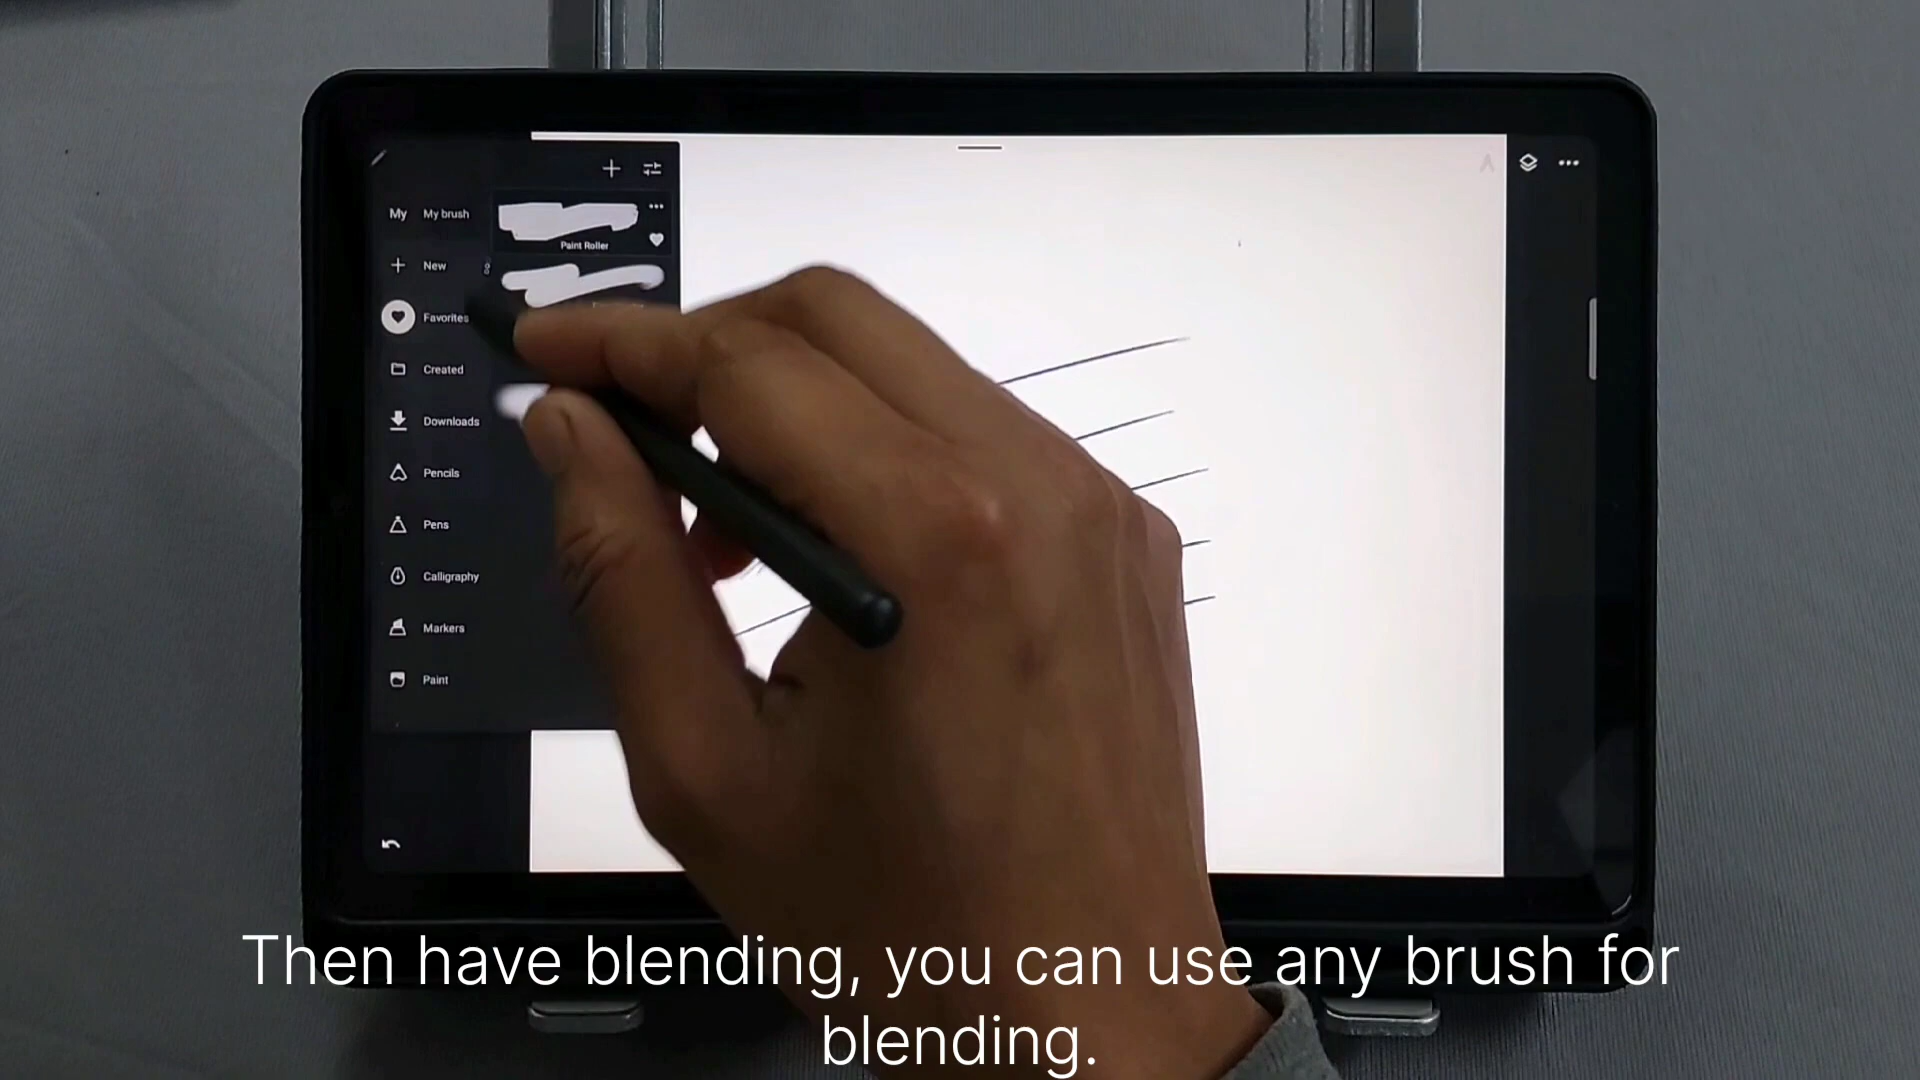 My My brush
Paint Roller
New
Favorites
Created
Downloads
Pencils
Pens
Calligraphy
Markers
Paint
Then have blending, you can use any brush for
blending.